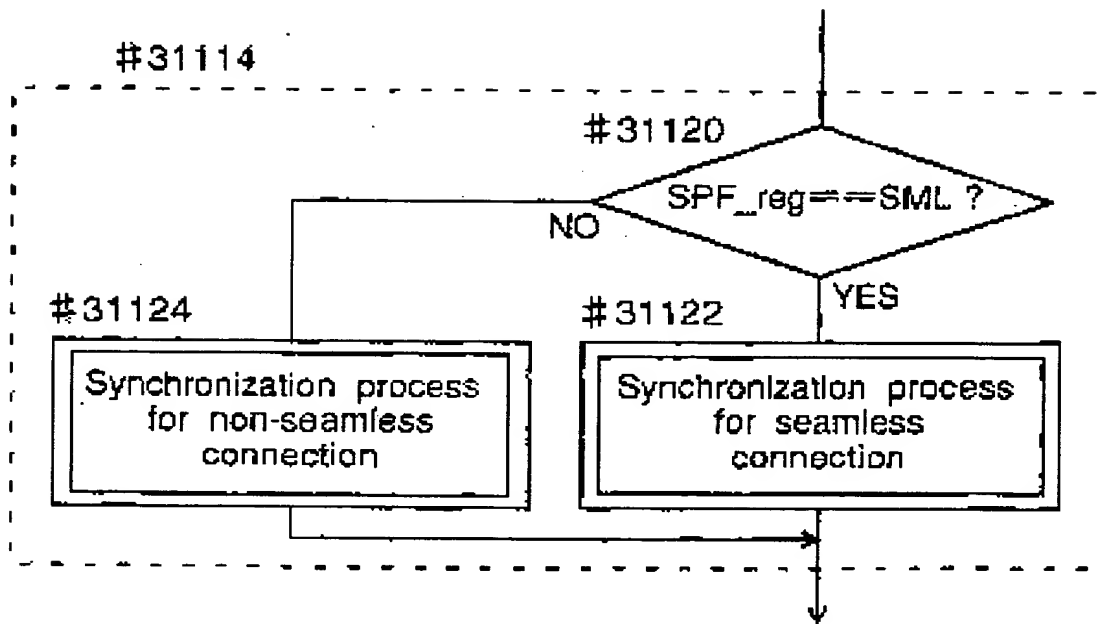 #31114
#31120
SPF_reg==SML ?
NO
YES
#31124
#31122
Synchronization process
for non-seamless
connection
Synchronization process
for seamless
connection